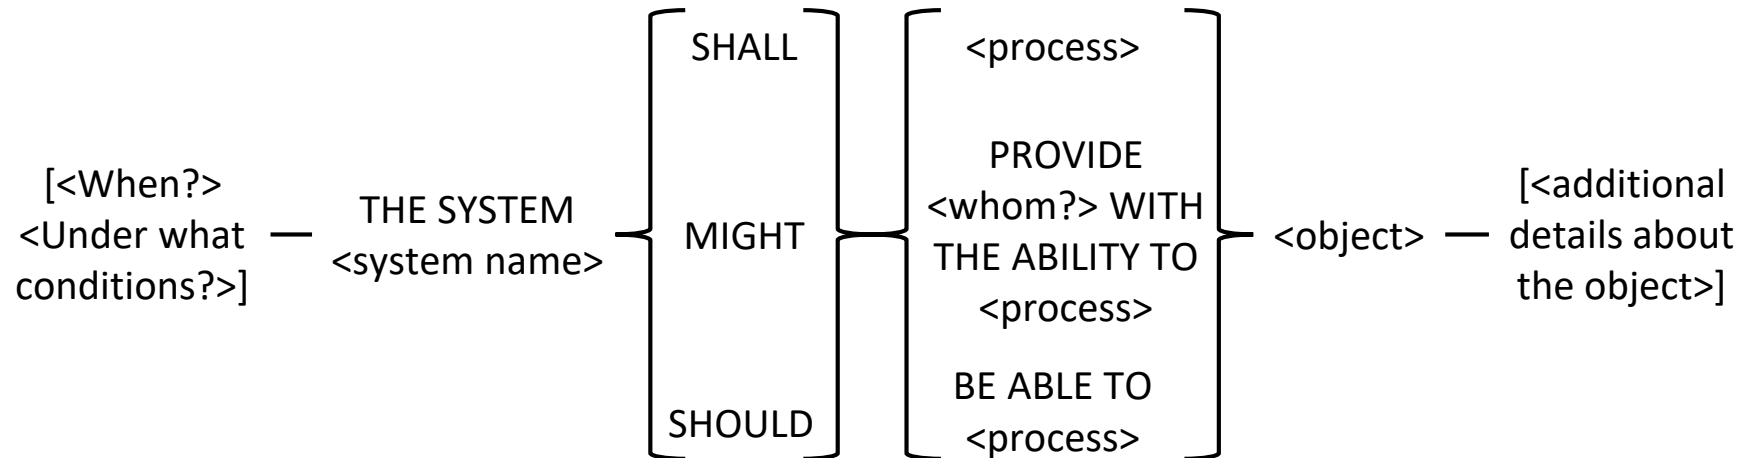 [<When?>
<Under what
conditions?>]
THE SYSTEM
<system name>
SHALL
MIGHT
SHOULD
<process>
PROVIDE
<whom?> WITH
THE ABILITY TO
<process>
BE ABLE TO
<process>
<object>
[<additional
details about
the object>]